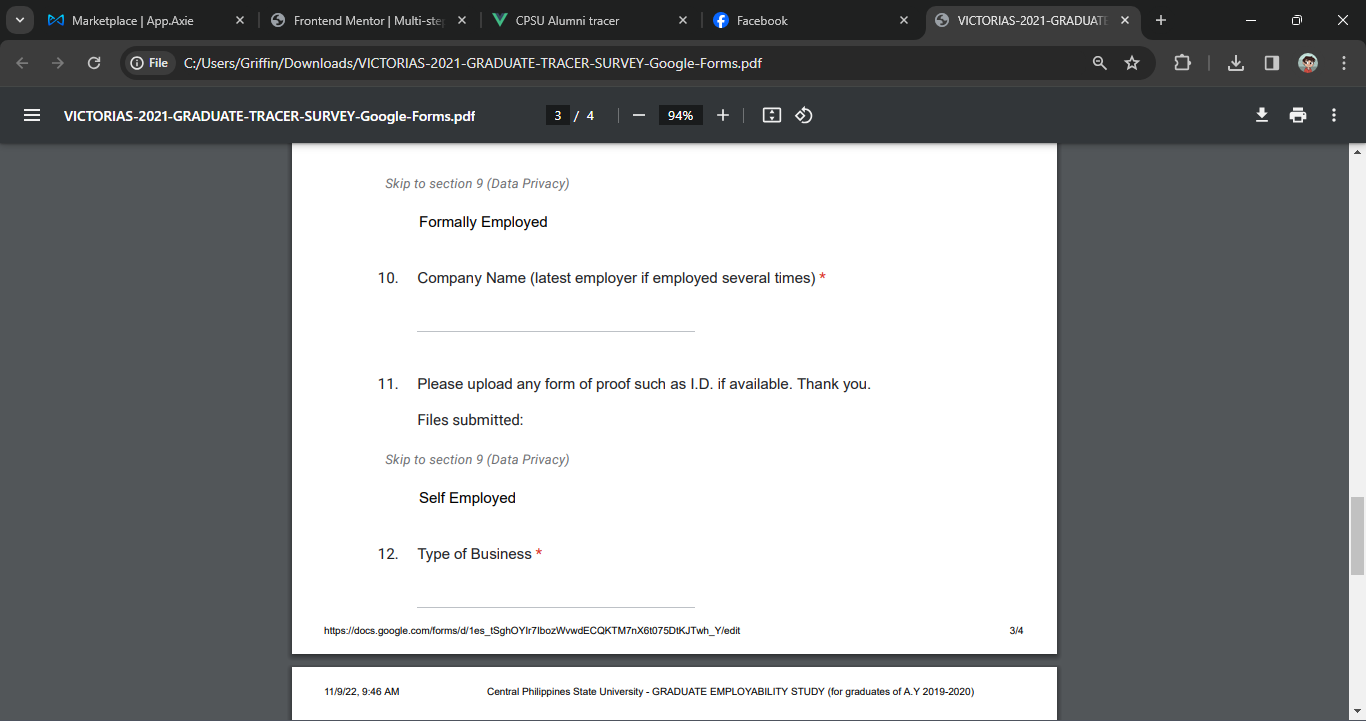 Marketplace | App.Axie
Frontend Mentor | Multi-ste
CPSU Alumni tracer
Facebook
VICTORIAS-2021-GRADUATE
File
C:/Users/Griffin/Downloads/VICTORIAS-2021-GRADUATE-TRACER-SURVEY-Google-Forms.pdf
VICTORIAS-2021-GRADUATE-TRACER-SURVEY-Google-Forms.pdf
3 / 4
94%
Skip to section 9 (Data Privacy)
Formally Employed
10. Company Name (latest employer if employed several times) *
11. Please upload any form of proof such as I.D. if available. Thank you.
Files submitted:
Skip to section 9 (Data Privacy)
Self Employed
12. Type of Business *
https://docs.google.com/forms/d/1es_tSghOYIr7IbozWvwdECQKTM7nX6t075DtKJTwh_Y/edit
3/4
11/9/22, 9:46 AM
Central Philippines State University - GRADUATE EMPLOYABILITY STUDY (for graduates of A.Y 2019-2020)